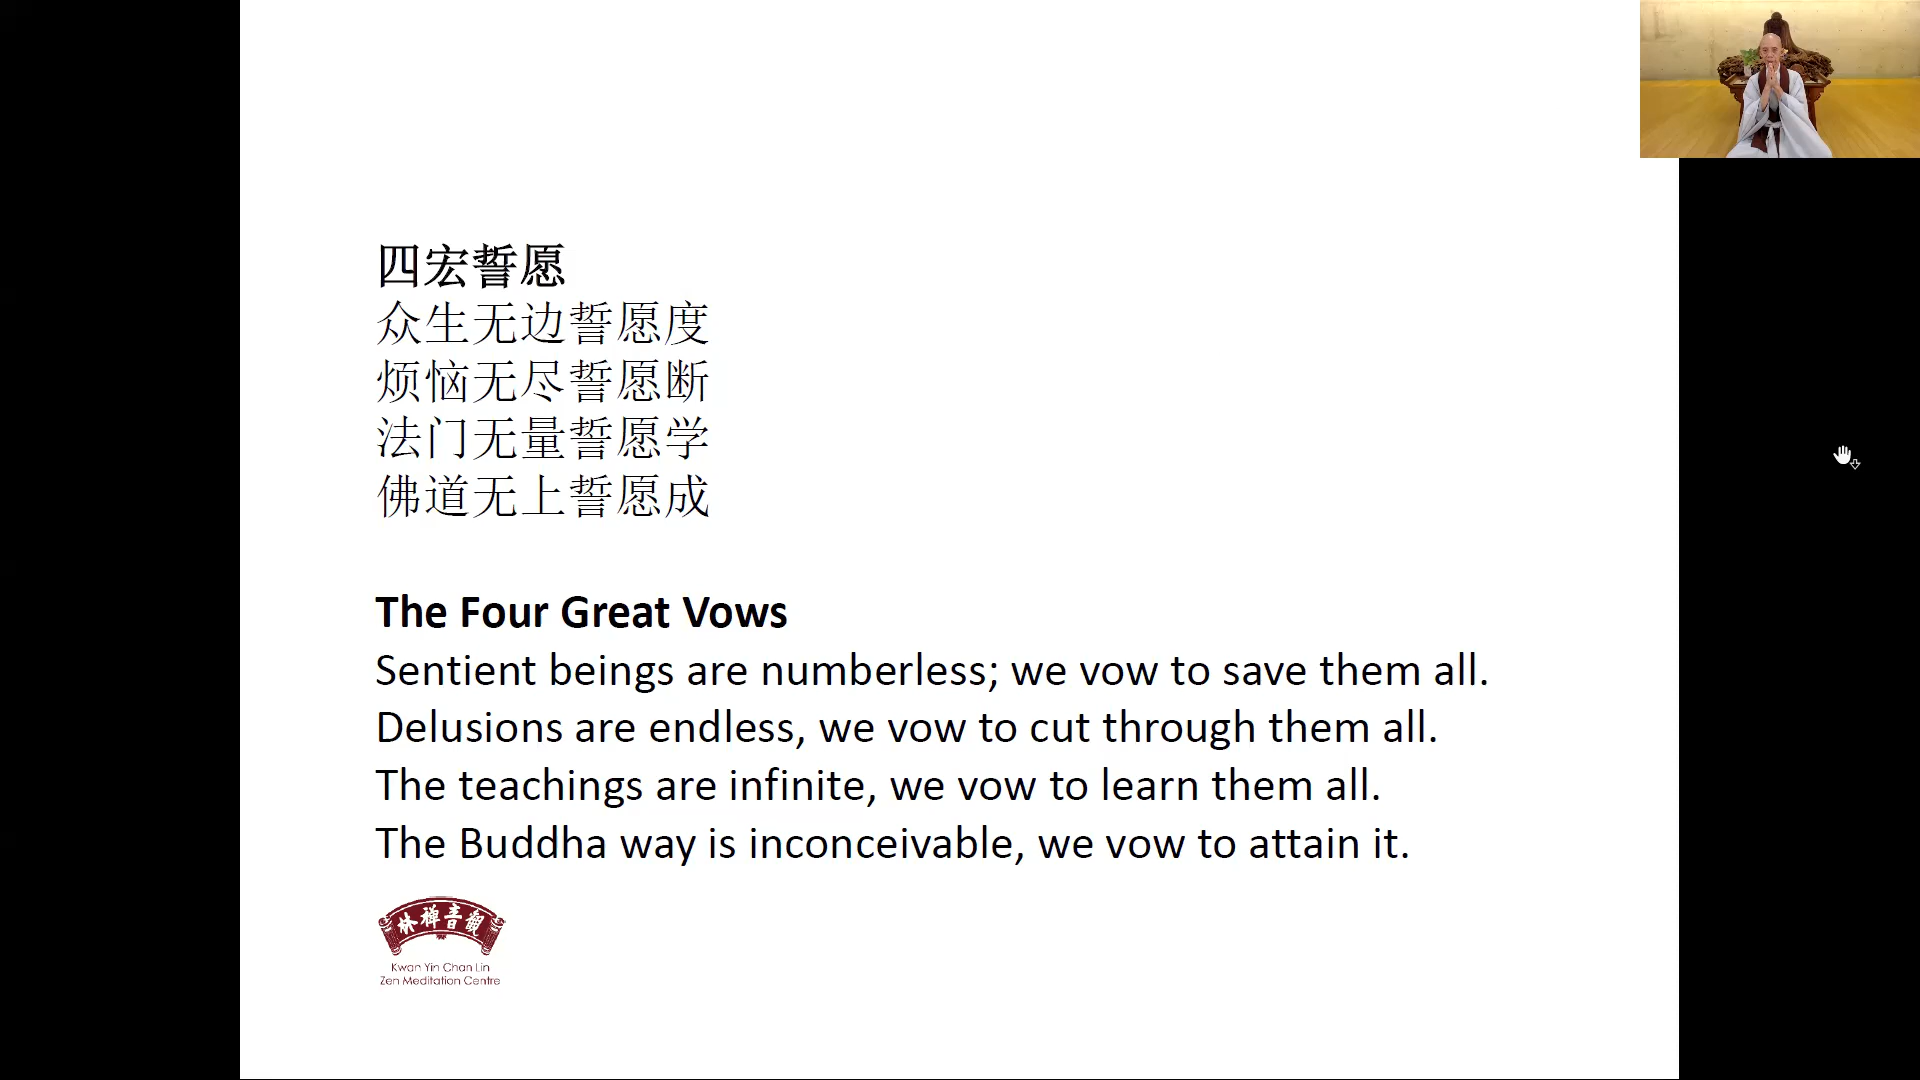 四宏誓愿
众生无边誓愿度
烦恼无尽誓愿断
法门无量誓愿学
佛道无上誓愿成
The Four Great Vows
Sentient beings are numberless; we vow to save them all.
Delusions are endless, we vow to cut through them all.
The teachings are infinite, we vow to learn them all.
The Buddha way is inconceivable, we vow to attain it.
林禅音觀
Kwan Yin Chan Lin
Zen Meditation Centre